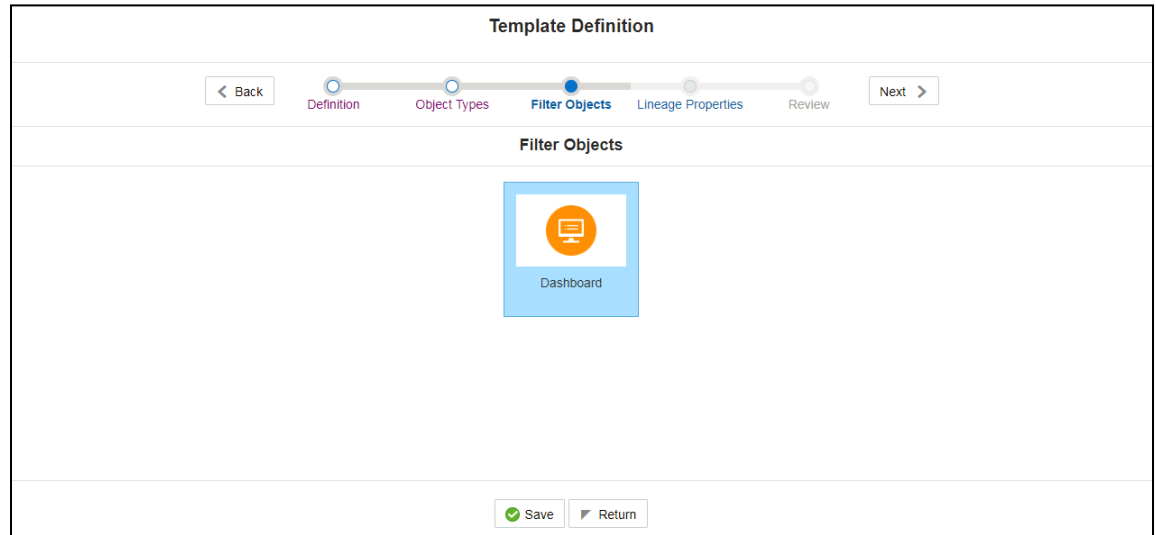 Template Definition
Back
Definition
Object Types
Filter Objects
Lineage Properties
Review
Next
Filter Objects
Dashboard
Save
Return